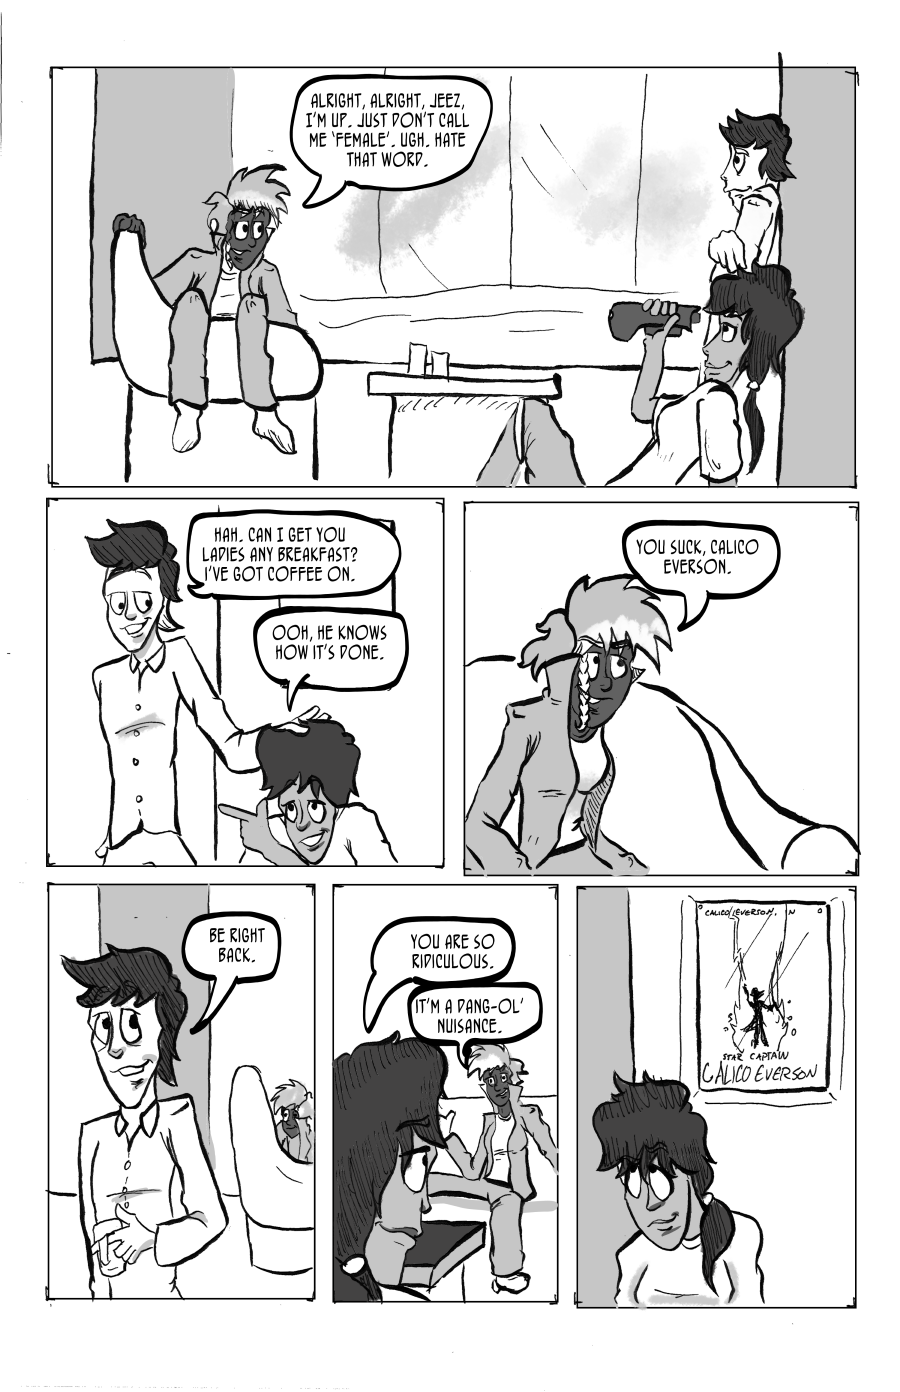 ALRIGHT, ALRIGHT, JEEZ,
I'M UP. JUST DON'T CALL
ME 'FEMALE'. UGH. HATE
THAT WORD.
HAH. CAN I GET YOU
LADIES ANY BREAKFAST?
I'VE GOT COFFEE ON.
OOH, HE KNOWS
HOW IT'S DONE.
YOU SUCK, CALICO
EVERSON.
BE RIGHT
BACK.
YOU ARE SO
RIDICULOUS.
IT'S A DANG-OL'
NUISANCE.
CALICO EVERSON.
STAR CAPTAIN
CALICO EVERSON